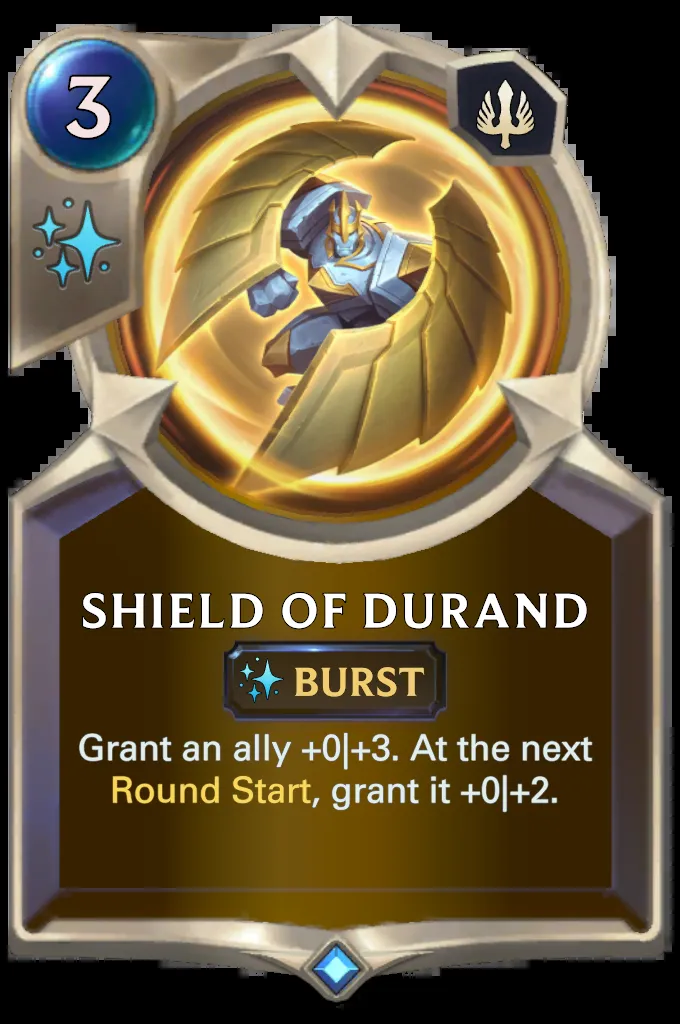 3
SHIELD OF DURAND
BURST
Grant an ally +0|+3. At the next
Round Start, grant it +0|+2.